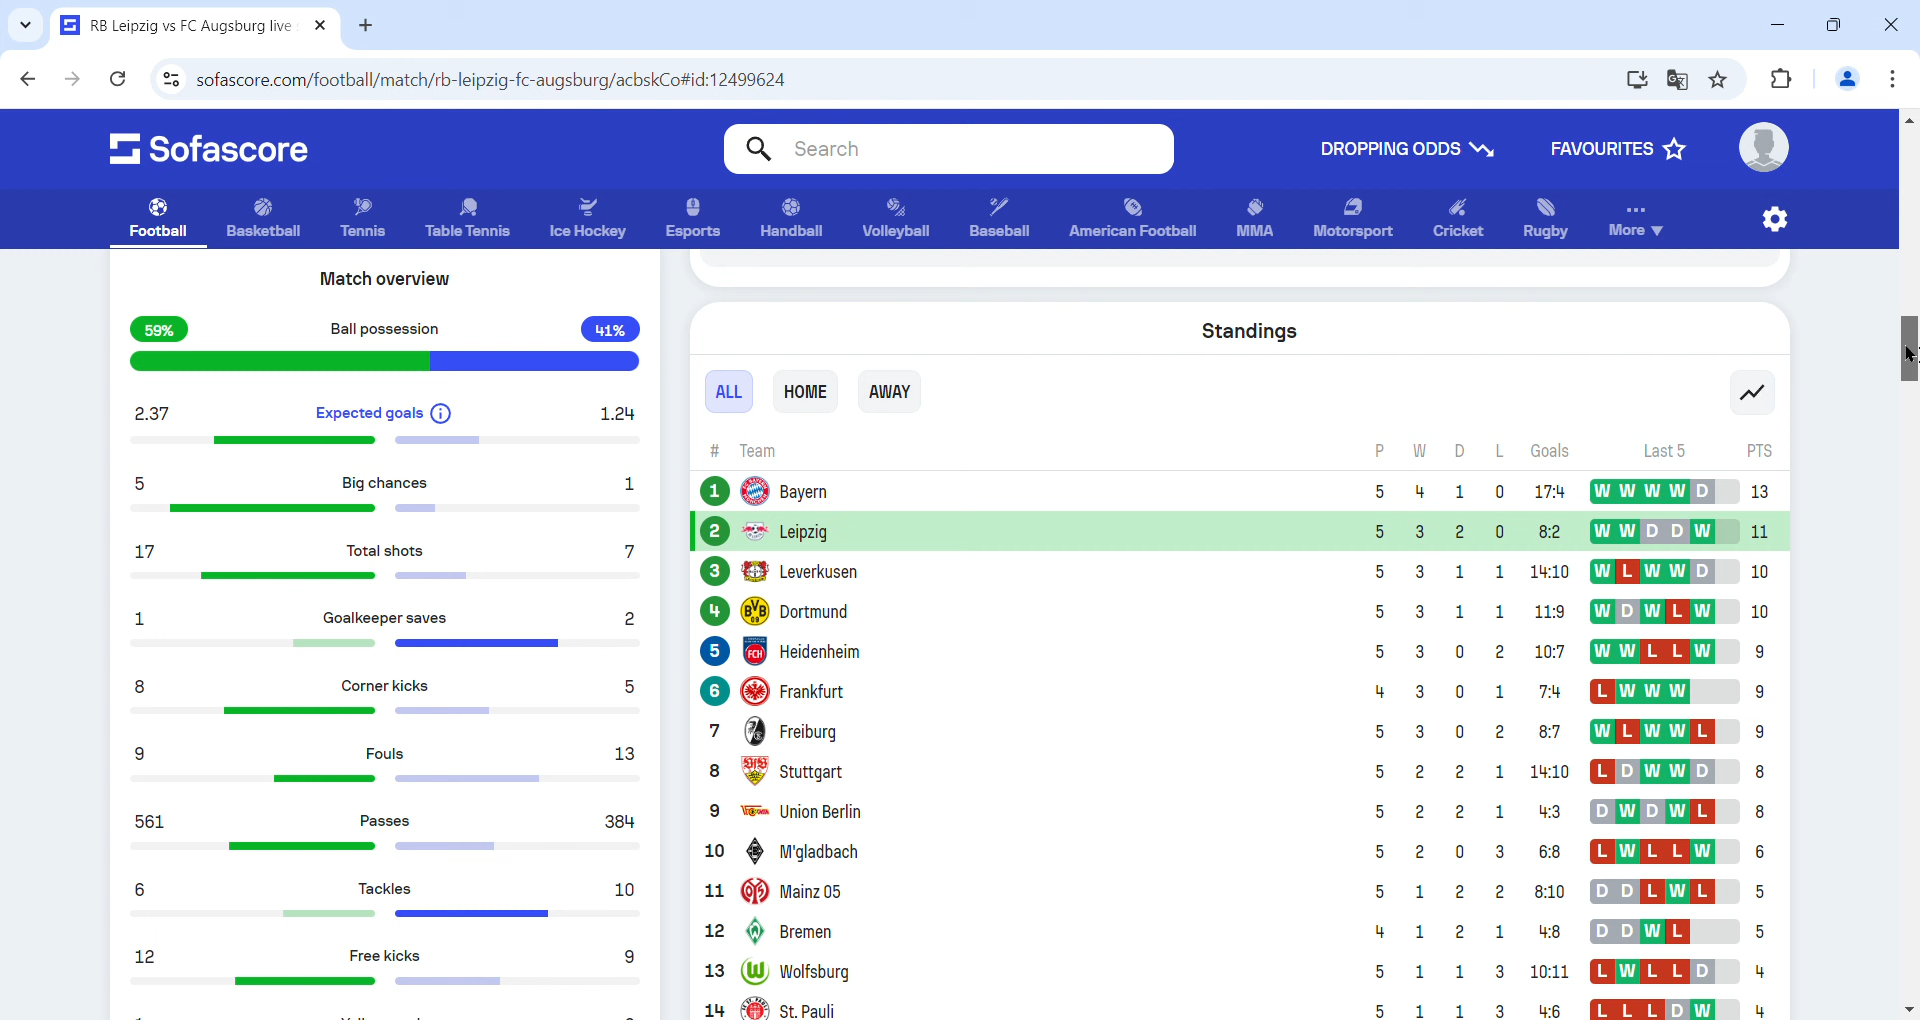 RB Leipzig vs FC Augsburg live
sofascore.com/football/match/rb-leipzig-fc-augsburg/acbskCo#id:12499624
Sofascore
Search
DROPPING ODDS
FAVOURITES
Football
Basketball
Tennis
Table Tennis
Ice Hockey
Esports
Handball
Volleyball
Baseball
American Football
MMA
Motorsport
Cricket
Rugby
More
Match overview
59% Ball possession 41%
2.37 Expected goals 1.24
5 Big chances 1
17 Total shots 7
1 Goalkeeper saves 2
8 Corner kicks 5
9 Fouls 13
561 Passes 384
6 Tackles 10
12 Free kicks 9
Standings
ALL HOME AWAY
# Team P W D L Goals Last 5 PTS
1 Bayern 5 4 1 0 17:4 W W W W D 13
2 Leipzig 5 3 2 0 8:2 W W D D W 11
3 Leverkusen 5 3 1 1 14:10 W L W W D 10
4 BVB 09 Dortmund 5 3 1 1 11:9 W D W L W 10
5 FCH Heidenheim 5 3 0 2 10:7 W W L L W 9
6 Frankfurt 4 3 0 1 7:4 L W W W 9
7 Freiburg 5 3 0 2 8:7 W L W W L 9
8 Stuttgart 5 2 2 1 14:10 L D W W D 8
9 Union Berlin 5 2 2 1 4:3 D W D W L 8
10 M'gladbach 5 2 0 3 6:8 L W L L W 6
11 Mainz 05 5 1 2 2 8:10 D D L W L 5
12 Bremen 4 1 2 1 4:8 D D W L 5
13 Wolfsburg 5 1 1 3 10:11 L W L L D 4
14 St. Pauli 5 1 1 3 4:6 L L L D W 4